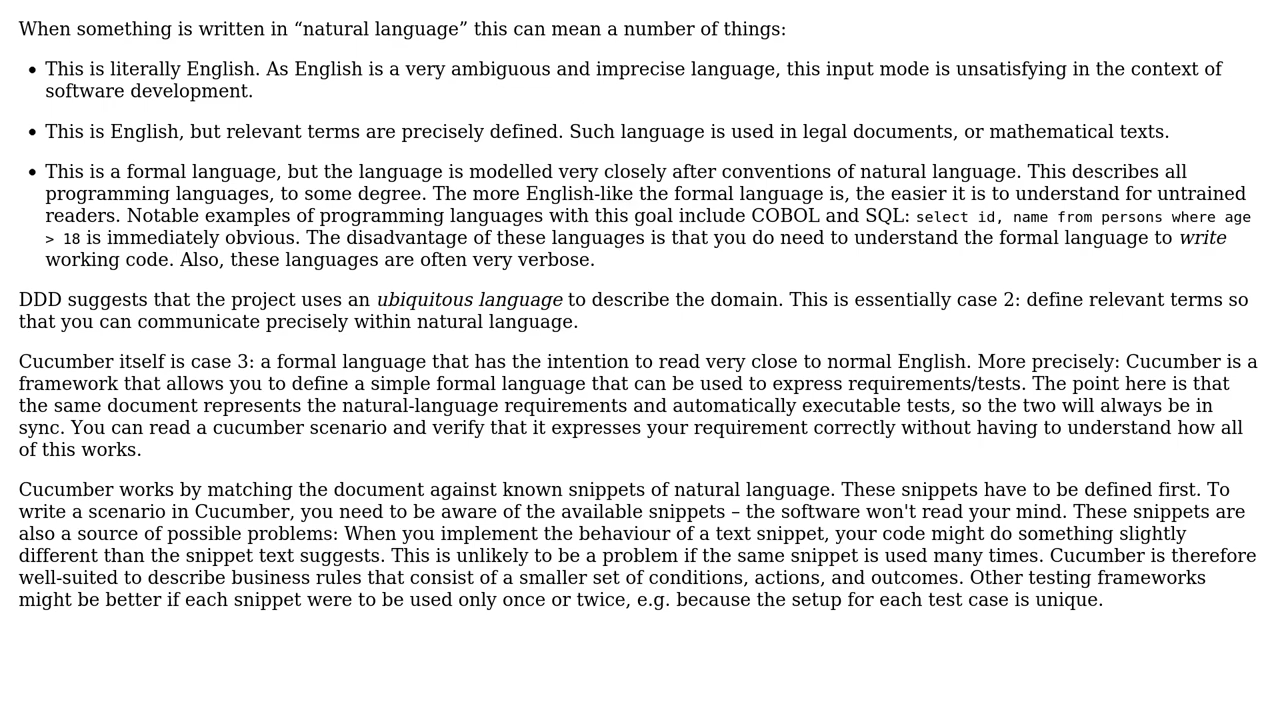 When something is written in “natural language” this can mean a number of things:
• This is literally English. As English is a very ambiguous and imprecise language, this input mode is unsatisfying in the context of
software development.
• This is English, but relevant terms are precisely defined. Such language is used in legal documents, or mathematical texts.
• This is a formal language, but the language is modelled very closely after conventions of natural language. This describes all
programming languages, to some degree. The more English-like the formal language is, the easier it is to understand for untrained
readers. Notable examples of programming languages with this goal include COBOL and SQL: select id, name from persons where age
> 18 is immediately obvious. The disadvantage of these languages is that you do need to understand the formal language to write
working code. Also, these languages are often very verbose.
DDD suggests that the project uses an ubiquitous language to describe the domain. This is essentially case 2: define relevant terms so
that you can communicate precisely within natural language.
Cucumber itself is case 3: a formal language that has the intention to read very close to normal English. More precisely: Cucumber is a
framework that allows you to define a simple formal language that can be used to express requirements/tests. The point here is that
the same document represents the natural-language requirements and automatically executable tests, so the two will always be in
sync. You can read a cucumber scenario and verify that it expresses your requirement correctly without having to understand how all
of this works.
Cucumber works by matching the document against known snippets of natural language. These snippets have to be defined first. To
write a scenario in Cucumber, you need to be aware of the available snippets – the software won't read your mind. These snippets are
also a source of possible problems: When you implement the behaviour of a text snippet, your code might do something slightly
different than the snippet text suggests. This is unlikely to be a problem if the same snippet is used many times. Cucumber is therefore
well-suited to describe business rules that consist of a smaller set of conditions, actions, and outcomes. Other testing frameworks
might be better if each snippet were to be used only once or twice, e.g. because the setup for each test case is unique.